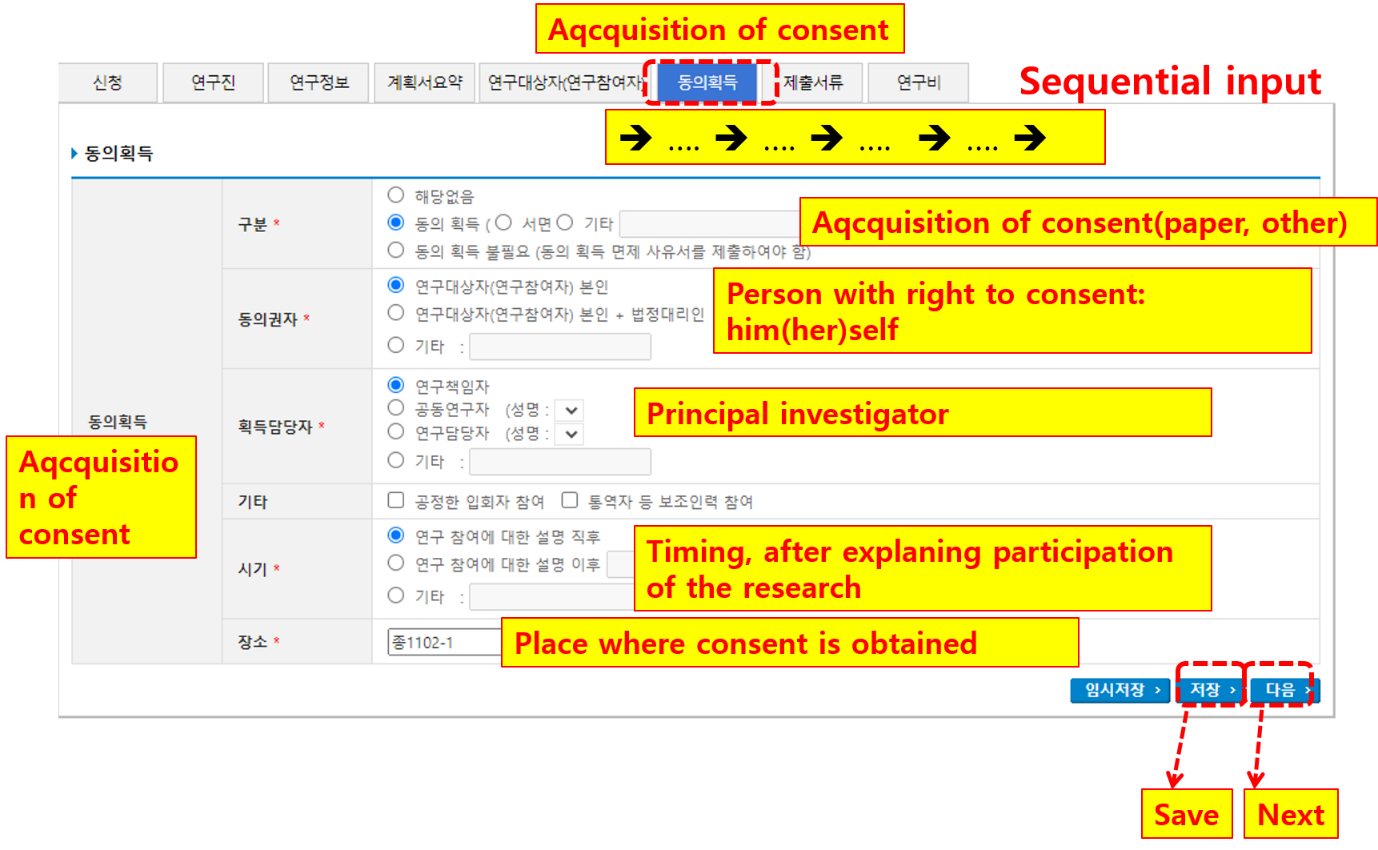 Aqcquisition of consent
신청 연구진 연구정보 계획서요약 연구대상자(연구참여자) 동의획득 제출서류 연구비
Sequential input
➔ .... ➔ .... ➔ .... ➔ .... ➔
동의획득
동의획득
구분 *
해당없음
동의 획득 ( 서면 기타
동의 획득 불필요 (동의 획득 면제 사유서를 제출하여야 함)
Aqcquisition of consent(paper, other)
동의권자 *
연구대상자(연구참여자) 본인
연구대상자(연구참여자) 본인 + 법정대리인
기타 :
Person with right to consent:
him(her)self
획득담당자 *
연구책임자
공동연구자 (성명 :
연구담당자 (성명 :
기타 :
Principal investigator
Aqcquisitio
n of
consent
기타
공정한 입회자 참여 통역자 등 보조인력 참여
시기 *
연구 참여에 대한 설명 직후
연구 참여에 대한 설명 이후
기타 :
Timing, after explaning participation
of the research
장소 *
종1102-1
Place where consent is obtained
임시저장 > 저장 > 다음 >
Save
Next